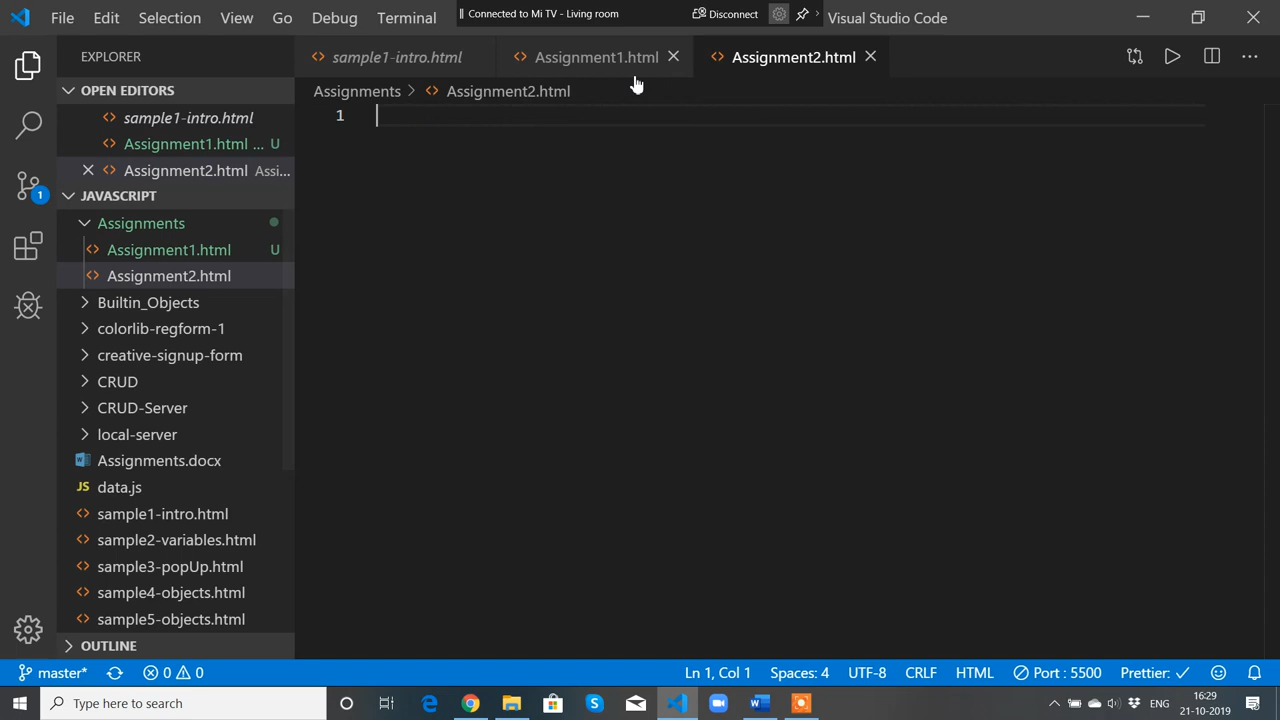 File Edit Selection View Go Debug Terminal
Connected to Mi TV - Living room
Disconnect
Visual Studio Code
EXPLORER
sample1-intro.html
Assignment1.html
Assignment2.html
OPEN EDITORS
Assignments > Assignment2.html
sample1-intro.html
1
Assignment1.html ... U
Assignment2.html Assi...
1
JAVASCRIPT
Assignments
Assignment1.html U
Assignment2.html
Builtin_Objects
colorlib-regform-1
creative-signup-form
CRUD
CRUD-Server
local-server
Assignments.docx
JS data.js
sample1-intro.html
sample2-variables.html
sample3-popUp.html
sample4-objects.html
sample5-objects.html
OUTLINE
master* 0 0 Ln 1, Col 1 Spaces: 4 UTF-8 CRLF HTML Port : 5500 Prettier: ✓
Type here to search
ENG
16:29
21-10-2019